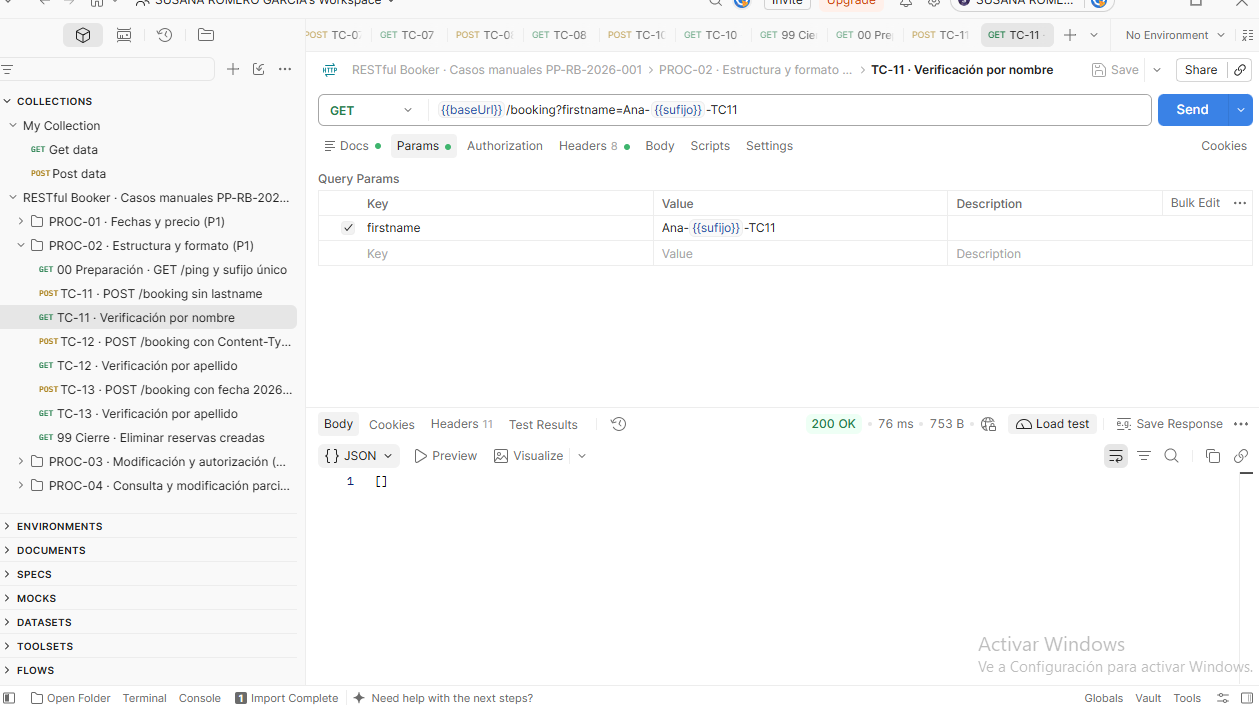 SUSANA ROMERO GARCIA's Workspace
Invite
Upgrade
SUSANA ROME...
POST TC-07
GET TC-07
POST TC-08
GET TC-08
POST TC-10
GET TC-10
GET 99 Cie
GET 00 Pre
POST TC-11
GET TC-11
No Environment
HTTP
RESTful Booker · Casos manuales PP-RB-2026-001 > PROC-02 · Estructura y formato ... > TC-11 · Verificación por nombre
Save
Share
COLLECTIONS
My Collection
GET Get data
POST Post data
RESTful Booker · Casos manuales PP-RB-202...
PROC-01 · Fechas y precio (P1)
PROC-02 · Estructura y formato (P1)
GET 00 Preparación · GET /ping y sufijo único
POST TC-11 · POST /booking sin lastname
GET TC-11 · Verificación por nombre
POST TC-12 · POST /booking con Content-Ty...
GET TC-12 · Verificación por apellido
POST TC-13 · POST /booking con fecha 2026...
GET TC-13 · Verificación por apellido
GET 99 Cierre · Eliminar reservas creadas
PROC-03 · Modificación y autorización (...
PROC-04 · Consulta y modificación parci...
ENVIRONMENTS
DOCUMENTS
SPECS
MOCKS
DATASETS
TOOLSETS
FLOWS
GET
{{baseUrl}} /booking?firstname=Ana- {{sufijo}} -TC11
Send
Docs
Params
Authorization
Headers 8
Body
Scripts
Settings
Cookies
Query Params
Key
Value
Description
Bulk Edit
firstname
Ana- {{sufijo}} -TC11
Key
Value
Description
Body
Cookies
Headers 11
Test Results
200 OK
76 ms
753 B
Load test
e.g. Save Response
{} JSON
Preview
Visualize
1
[]
Activar Windows
Ve a Configuración para activar Windows.
Open Folder
Terminal
Console
1 Import Complete
Need help with the next steps?
Globals
Vault
Tools